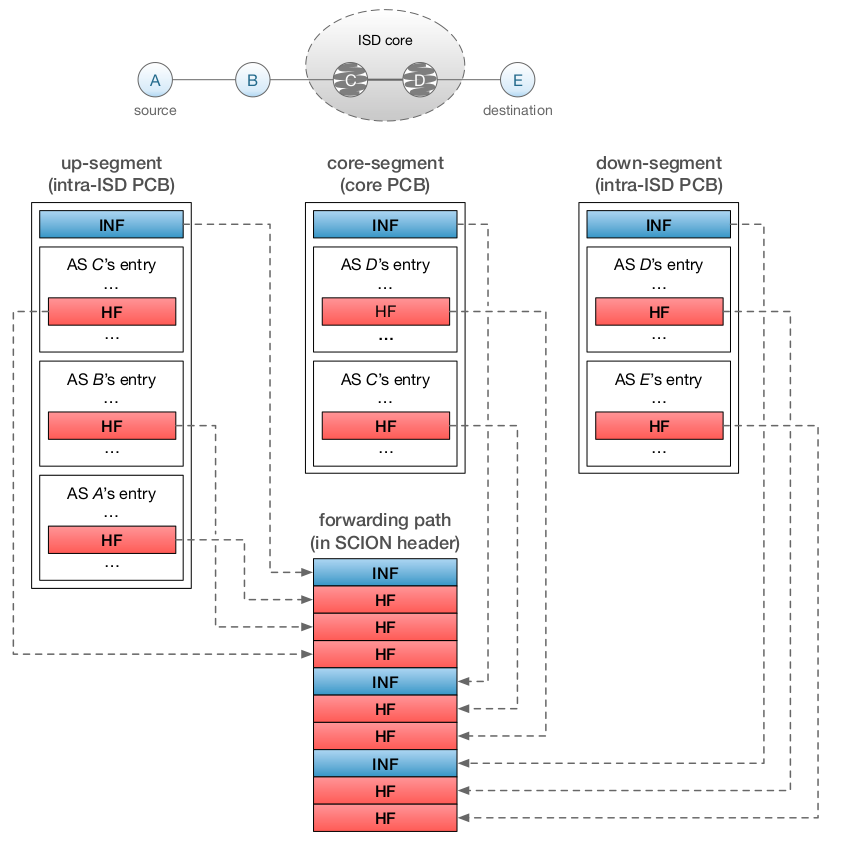 ISD core
A
B
C
D
E
source
destination
up-segment
(intra-ISD PCB)
INF
AS C's entry
...
HF
...
AS B's entry
...
HF
...
AS A's entry
...
HF
...
core-segment
(core PCB)
INF
AS D's entry
...
HF
...
AS C's entry
...
HF
...
down-segment
(intra-ISD PCB)
INF
AS D's entry
...
HF
...
AS E's entry
...
HF
...
forwarding path
(in SCION header)
INF
HF
HF
HF
INF
HF
HF
INF
HF
HF